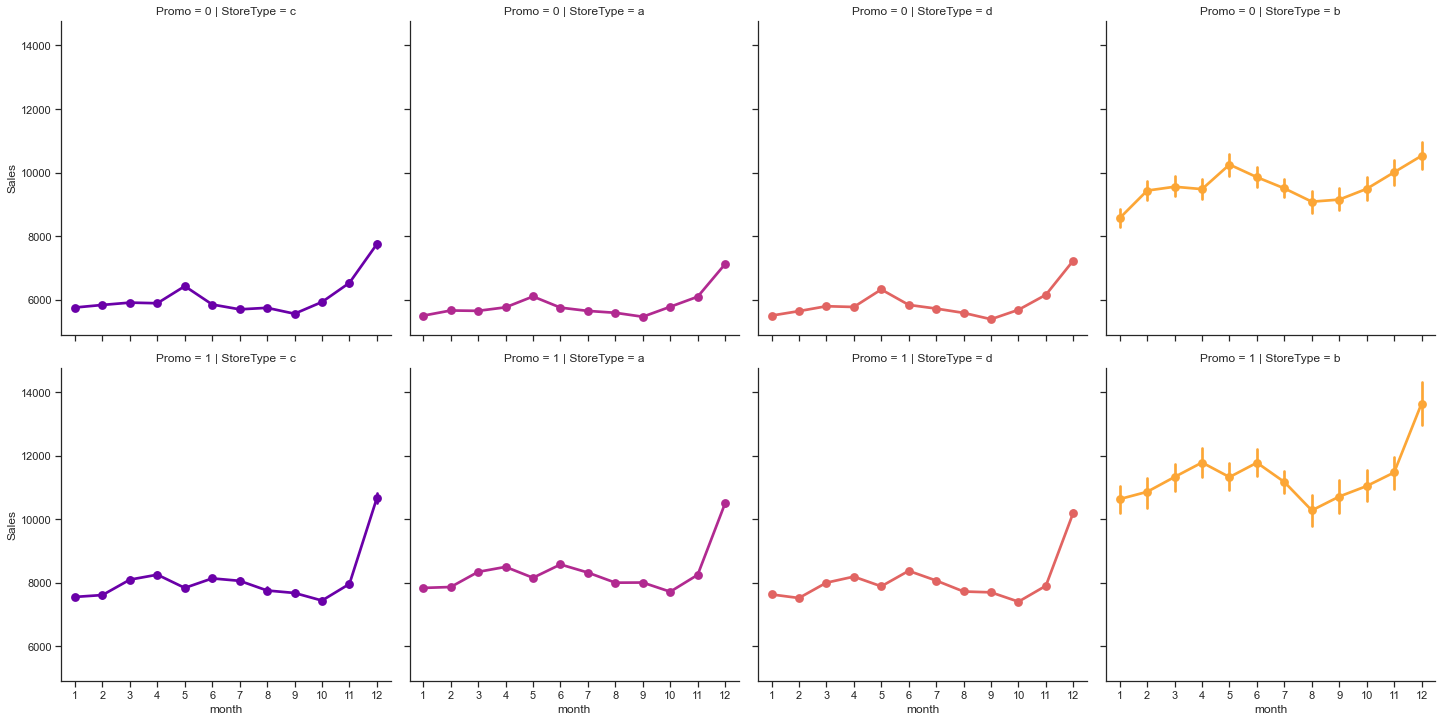 Promo = 0 | StoreType = c
Promo = 0 | StoreType = a
Promo = 0 | StoreType = d
Promo = 0 | StoreType = b
14000
12000
10000
8000
6000
Sales
Promo = 1 | StoreType = c
Promo = 1 | StoreType = a
Promo = 1 | StoreType = d
Promo = 1 | StoreType = b
14000
12000
10000
8000
6000
Sales
1 2 3 4 5 6 7 8 9 10 11 12
month
1 2 3 4 5 6 7 8 9 10 11 12
month
1 2 3 4 5 6 7 8 9 10 11 12
month
1 2 3 4 5 6 7 8 9 10 11 12
month